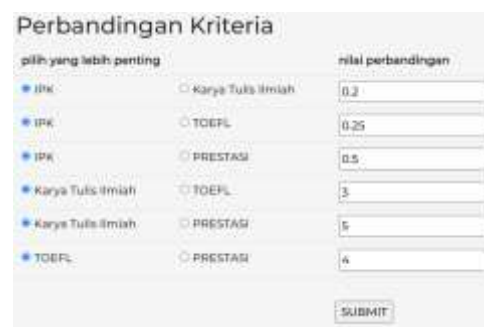 Perbandingan Kriteria
pilih yang lebih penting nilai perbandingan
IPK Karya Tulis Ilmiah 0.2
IPK TOEFL 0.25
IPK PRESTASI 0.5
Karya Tulis Ilmiah TOEFL 3
Karya Tulis Ilmiah PRESTASI 5
TOEFL PRESTASI 4
SUBMIT